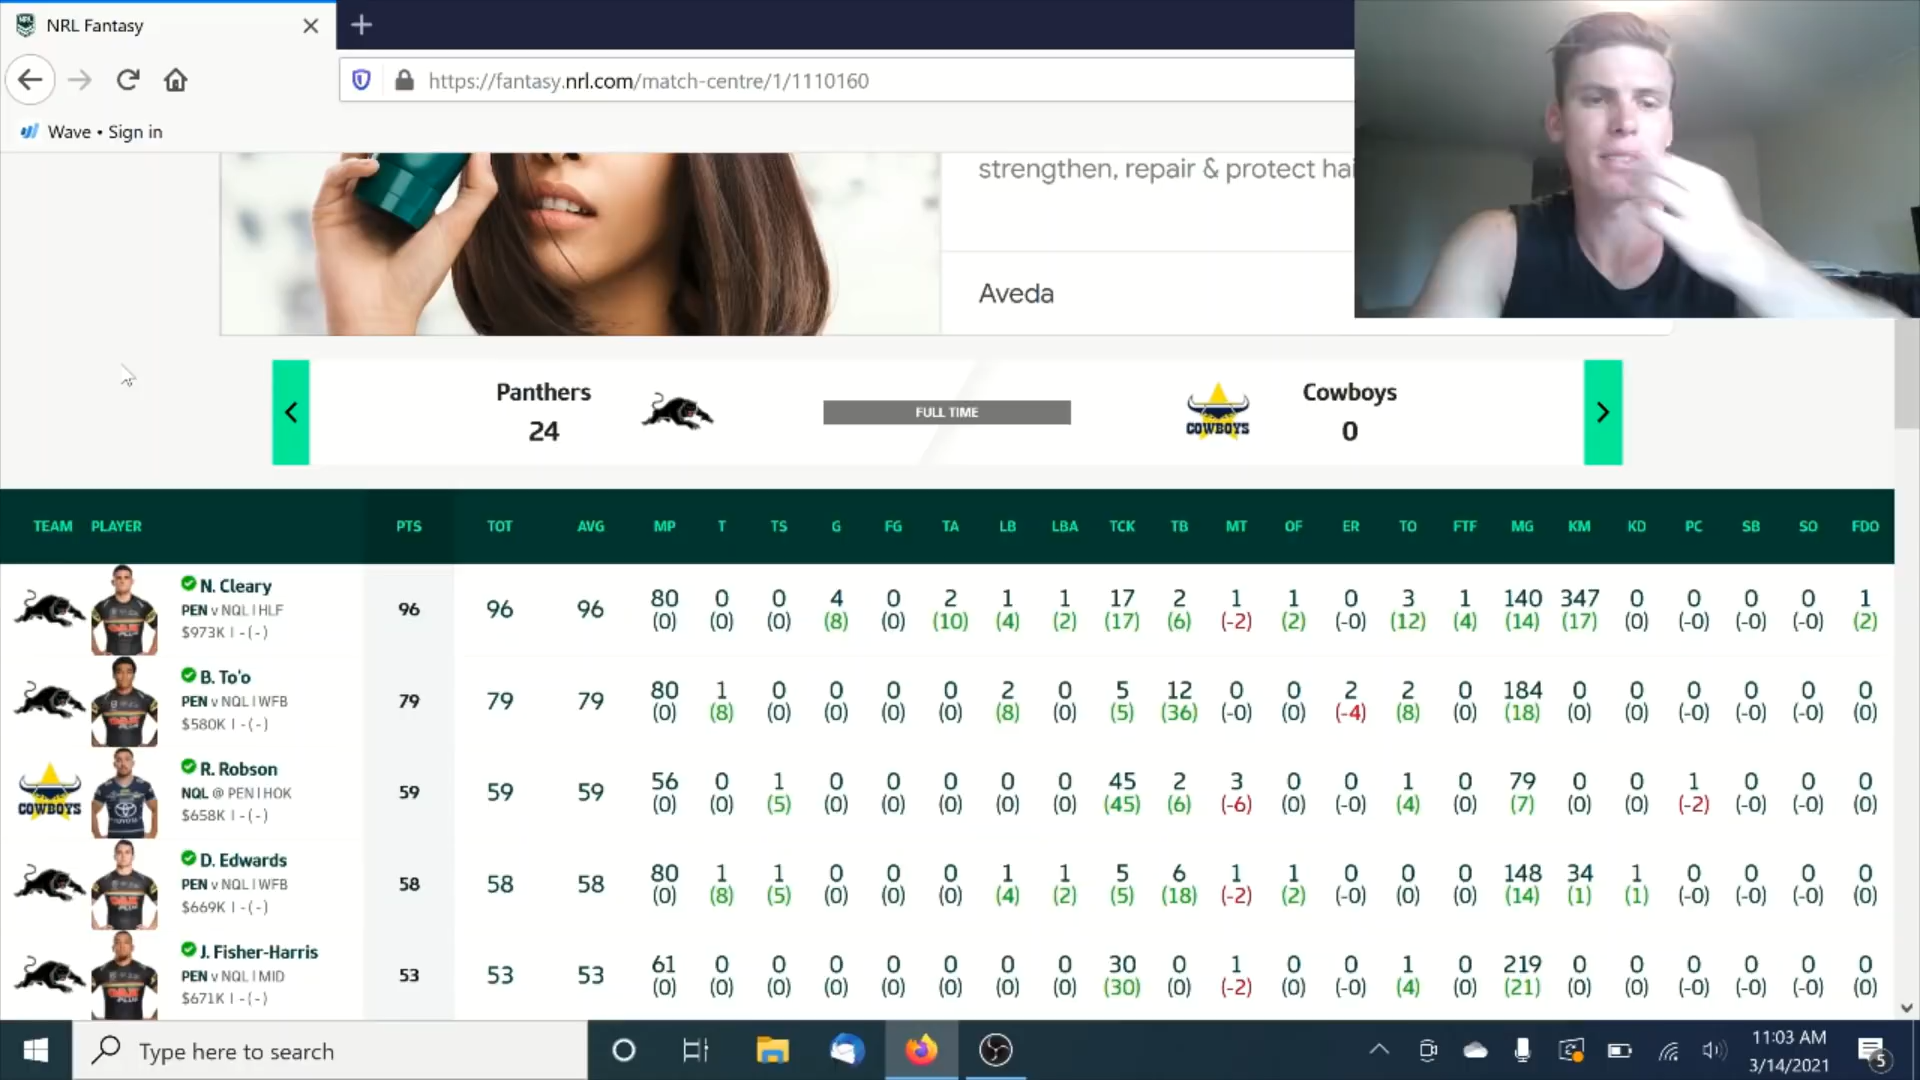 NRL Fantasy
https://fantasy.nrl.com/match-centre/1/1110160
Wave • Sign in
strengthen, repair & protect hai
Aveda
Panthers
24
FULL TIME
COWBOYS
Cowboys
0
TEAM PLAYER PTS TOT AVG MP T TS G FG TA LB LBA TCK TB MT OF ER TO FTF MG KM KD PC SB SO FDO
N. Cleary
PEN v NQL | HLF
$973K | - (-)
96 96 96 80 0 0 4 0 2 1 1 17 2 1 1 0 3 1 140 347 0 0 0 0 1
(0) (0) (0) (8) (0) (10) (4) (2) (17) (6) (-2) (2) (-0) (12) (4) (14) (17) (0) (-0) (-0) (-0) (2)
B. To'o
PEN v NQL | WFB
$580K | - (-)
79 79 79 80 1 0 0 0 0 2 0 5 12 0 0 2 2 0 184 0 0 0 0 0 0
(0) (8) (0) (0) (0) (0) (8) (0) (5) (36) (-0) (0) (-4) (8) (0) (18) (0) (0) (-0) (-0) (-0) (0)
COWBOYS
R. Robson
NQL @ PEN | HOK
$658K | - (-)
59 59 59 56 0 1 0 0 0 0 0 45 2 3 0 0 1 0 79 0 0 1 0 0 0
(0) (0) (5) (0) (0) (0) (0) (0) (45) (6) (-6) (0) (-0) (4) (0) (7) (0) (0) (-2) (-0) (-0) (0)
D. Edwards
PEN v NQL | WFB
$669K | - (-)
58 58 58 80 1 1 0 0 0 1 1 5 6 1 1 0 0 0 148 34 1 0 0 0 0
(0) (8) (5) (0) (0) (0) (4) (2) (5) (18) (-2) (2) (-0) (0) (0) (14) (1) (1) (-0) (-0) (-0) (0)
J. Fisher-Harris
PEN v NQL | MID
$671K | - (-)
53 53 53 61 0 0 0 0 0 0 0 30 0 1 0 0 1 0 219 0 0 0 0 0 0
(0) (0) (0) (0) (0) (0) (0) (0) (30) (0) (-2) (0) (-0) (4) (0) (21) (0) (0) (-0) (-0) (-0) (0)
Type here to search
11:03 AM
3/14/2021
5